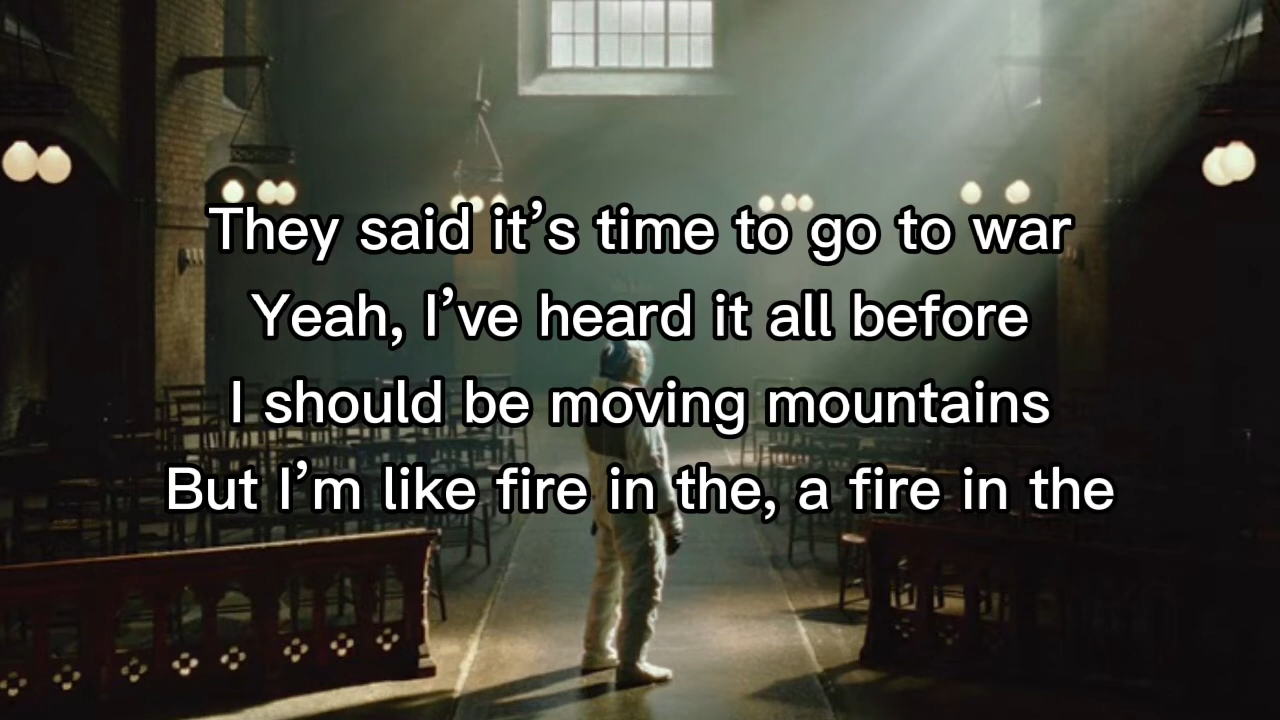 They said it’s time to go to war
Yeah, I’ve heard it all before
I should be moving mountains
But I’m like fire in the, a fire in the